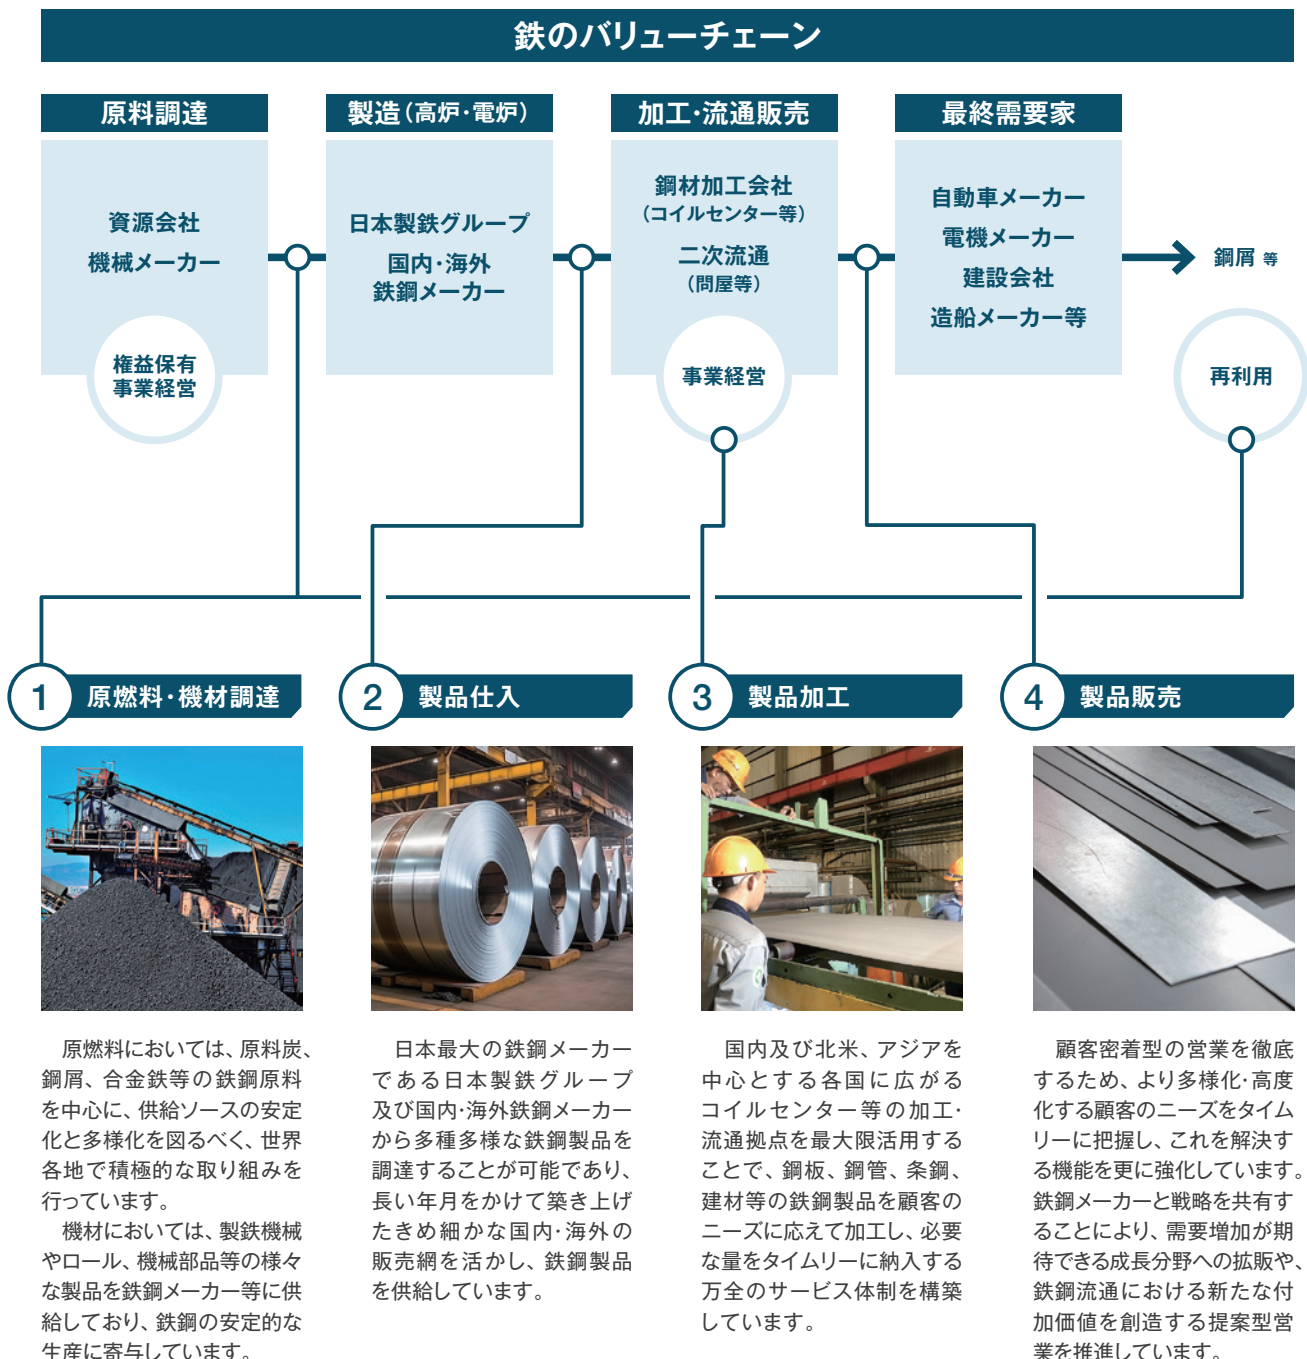 鉄のバリューチェーン
原料調達
製造（高炉・電炉）
加工・流通販売
最終需要家
資源会社
機械メーカー
権益保有
事業経営
日本製鉄グループ
国内・海外
鉄鋼メーカー
鋼材加工会社
（コイルセンター等）
二次流通
（問屋等）
事業経営
自動車メーカー
電機メーカー
建設会社
造船メーカー等
鋼屑 等
再利用
1 原燃料・機材調達
原燃料においては、原料炭、
鋼屑、合金鉄等の鉄鋼原料
を中心に、供給ソースの安定
化と多様化を図るべく、世界
各地で積極的な取り組みを
行っています。
機材においては、製鉄機械
やロール、機械部品等の様々
な製品を鉄鋼メーカー等に供
給しており、鉄鋼の安定的な
生産に寄与しています。
2 製品仕入
日本最大の鉄鋼メーカー
である日本製鉄グループ
及び国内・海外鉄鋼メーカー
から多種多様な鉄鋼製品を
調達することが可能であり、
長い年月をかけて築き上げ
たきめ細かな国内・海外の
販売網を活かし、鉄鋼製品
を供給しています。
3 製品加工
国内及び北米、アジアを
中心とする各国に広がる
コイルセンター等の加工・
流通拠点を最大限活用する
ことで、鋼板、鋼管、条鋼、
建材等の鉄鋼製品を顧客の
ニーズに応えて加工し、必要
な量をタイムリーに納入する
万全のサービス体制を構築
しています。
4 製品販売
顧客密着型の営業を徹底
するため、より多様化・高度
化する顧客のニーズをタイム
リーに把握し、これを解決す
る機能を更に強化しています。
鉄鋼メーカーと戦略を共有す
ることにより、需要増加が期
待できる成長分野への拡販や、
鉄鋼流通における新たな付
加価値を創造する提案型営
業を推進しています。